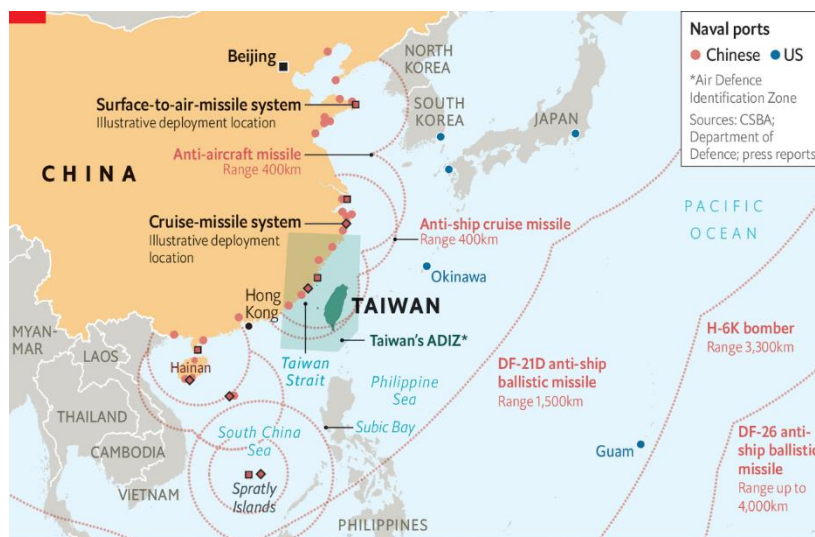 Naval ports
Chinese US
*Air Defence
Identification Zone
Sources: CSBA;
Department of
Defence; press reports
Beijing
NORTH
KOREA
SOUTH
KOREA
JAPAN
Surface-to-air-missile system
Illustrative deployment location
Anti-aircraft missile
Range 400km
CHINA
Cruise-missile system
Illustrative deployment
location
Anti-ship cruise missile
Range 400km
PACIFIC
OCEAN
Okinawa
Hong
Kong
TAIWAN
Taiwan's ADIZ*
Taiwan
Strait
MYAN-
MAR
LAOS
Hainan
THAILAND
CAMBODIA
VIETNAM
Philippine
Sea
Subic Bay
South China
Sea
Spratly
Islands
PHILIPPINES
DF-21D anti-ship
ballistic missile
Range 1,500km
H-6K bomber
Range 3,300km
Guam
DF-26 anti-
ship ballistic
missile
Range up to
4,000km